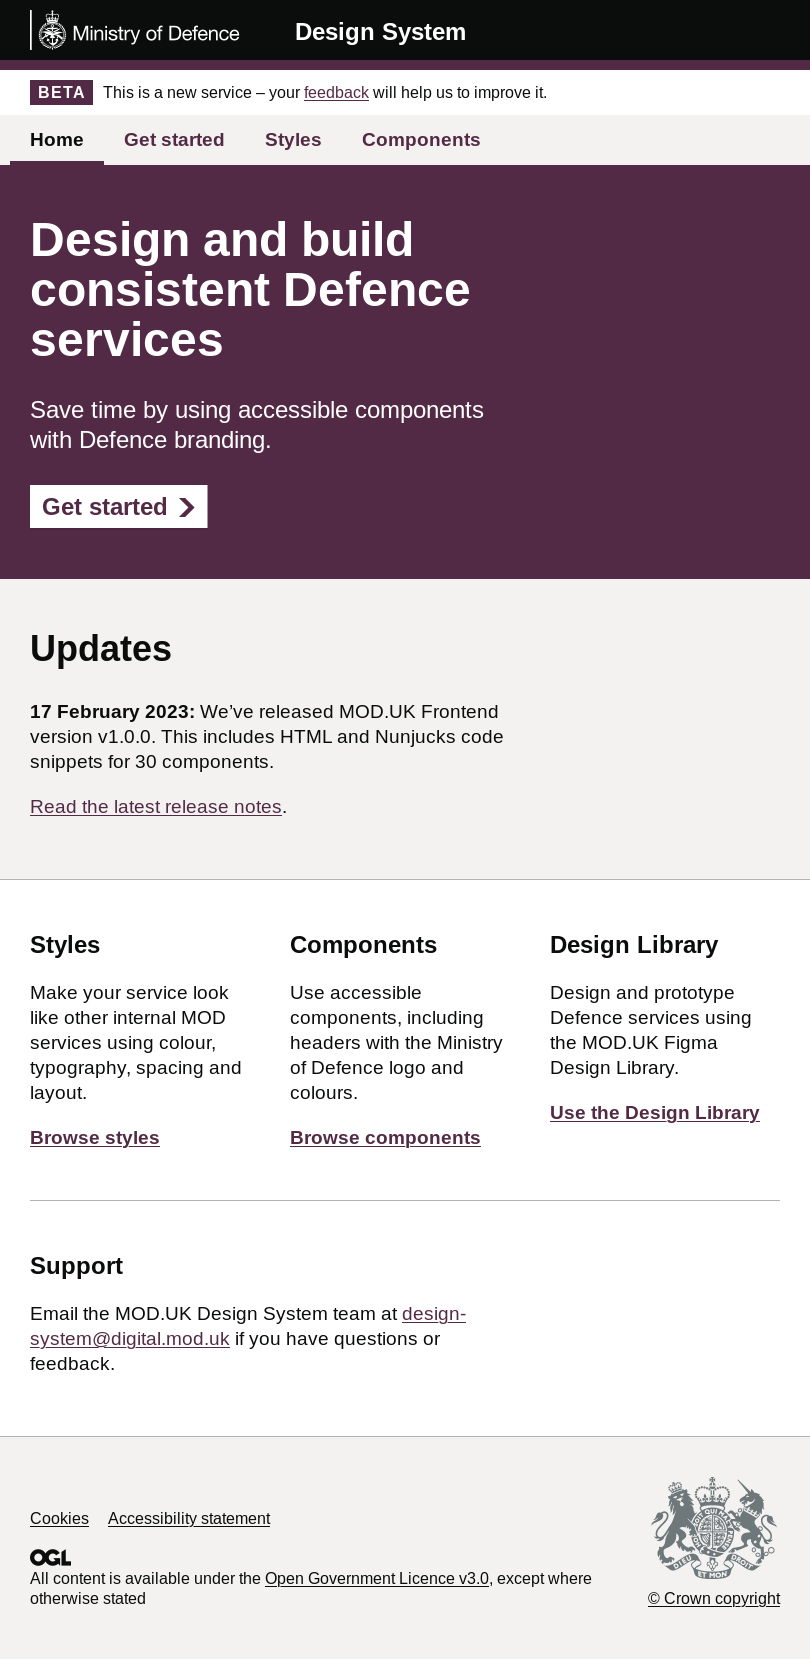 Ministry of Defence
Design System
BETA This is a new service – your feedback will help us to improve it.
Home Get started Styles Components
Design and build
consistent Defence
services
Save time by using accessible components
with Defence branding.
Get started
Updates
17 February 2023: We’ve released MOD.UK Frontend
version v1.0.0. This includes HTML and Nunjucks code
snippets for 30 components.
Read the latest release notes.
Styles
Make your service look
like other internal MOD
services using colour,
typography, spacing and
layout.
Browse styles
Components
Use accessible
components, including
headers with the Ministry
of Defence logo and
colours.
Browse components
Design Library
Design and prototype
Defence services using
the MOD.UK Figma
Design Library.
Use the Design Library
Support
Email the MOD.UK Design System team at design-
system@digital.mod.uk if you have questions or
feedback.
Cookies Accessibility statement
OGL
All content is available under the Open Government Licence v3.0, except where
otherwise stated
DIEU ET MON DROIT
© Crown copyright